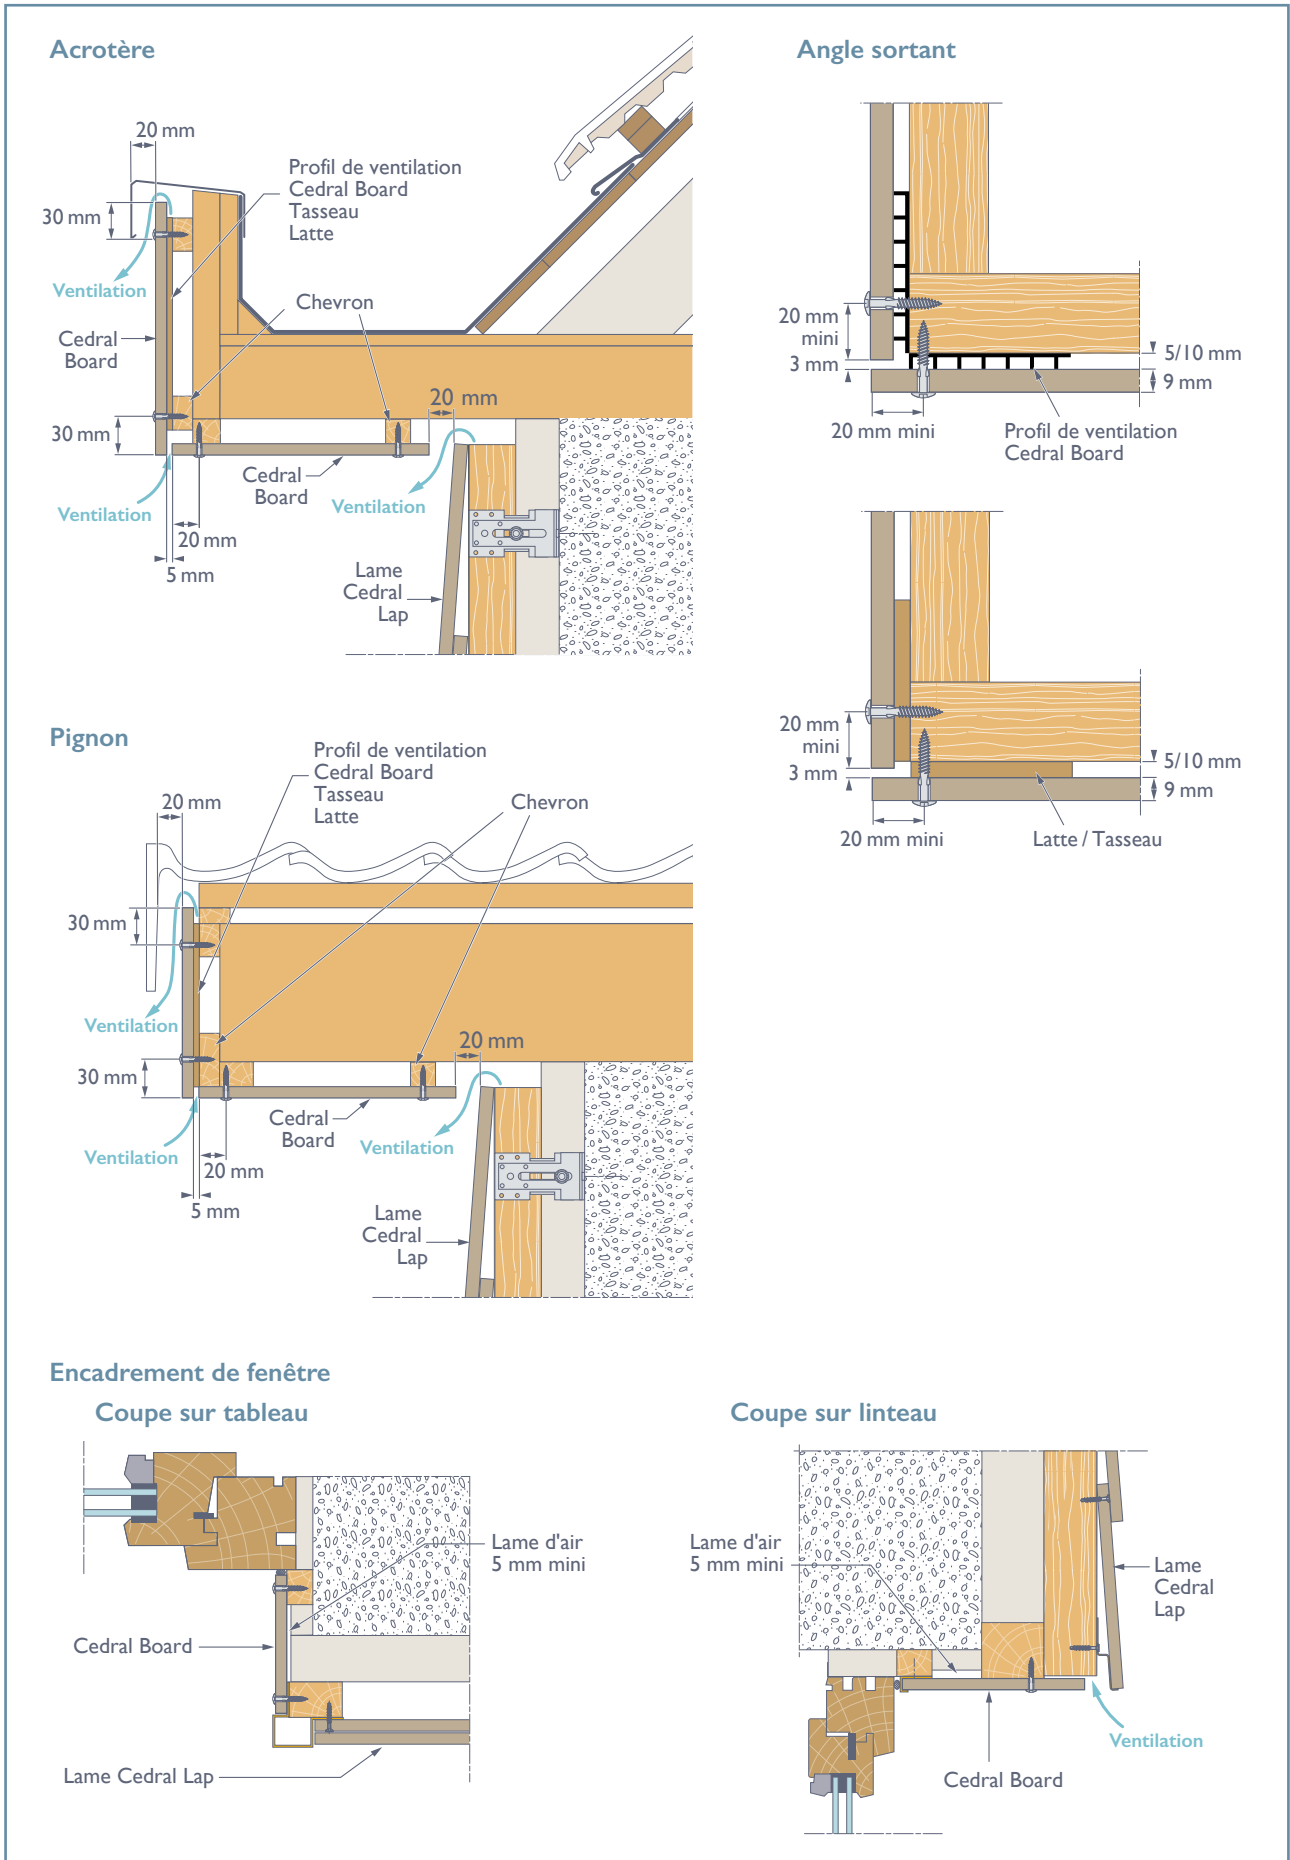 Acrotère
20 mm
Profil de ventilation
Cedral Board
Tasseau
Latte
30 mm
Ventilation
Chevron
Cedral
Board
20 mm
30 mm
Cedral
Board
Ventilation
Ventilation
20 mm
5 mm
Lame
Cedral
Lap
Angle sortant
20 mm
mini
3 mm
5/10 mm
9 mm
20 mm mini
Profil de ventilation
Cedral Board
20 mm
mini
3 mm
5/10 mm
9 mm
20 mm mini
Latte / Tasseau
Pignon
Profil de ventilation
Cedral Board
Tasseau
Latte
20 mm
Chevron
30 mm
Ventilation
20 mm
30 mm
Cedral
Board
Ventilation
Ventilation
20 mm
5 mm
Lame
Cedral
Lap
Encadrement de fenêtre
Coupe sur tableau
Lame d'air
5 mm mini
Cedral Board
Lame Cedral Lap
Coupe sur linteau
Lame d'air
5 mm mini
Lame
Cedral
Lap
Ventilation
Cedral Board